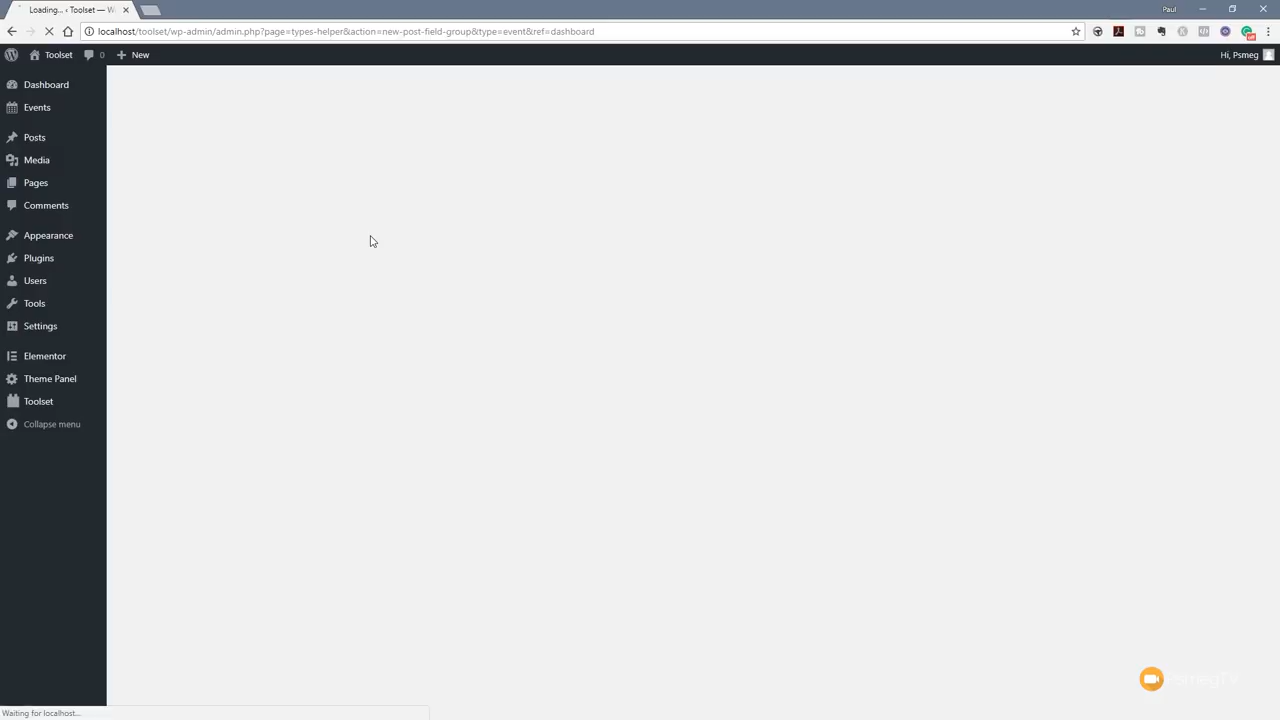 Loading... ‹ Toolset — W
Paul
localhost/toolset/wp-admin/admin.php?page=types-helper&action=new-post-field-group&type=event&ref=dashboard
Toolset 0 New
Hi, Psmeg
Dashboard
Events
Posts
Media
Pages
Comments
Appearance
Plugins
Users
Tools
Settings
Elementor
Theme Panel
Toolset
Collapse menu
Waiting for localhost...